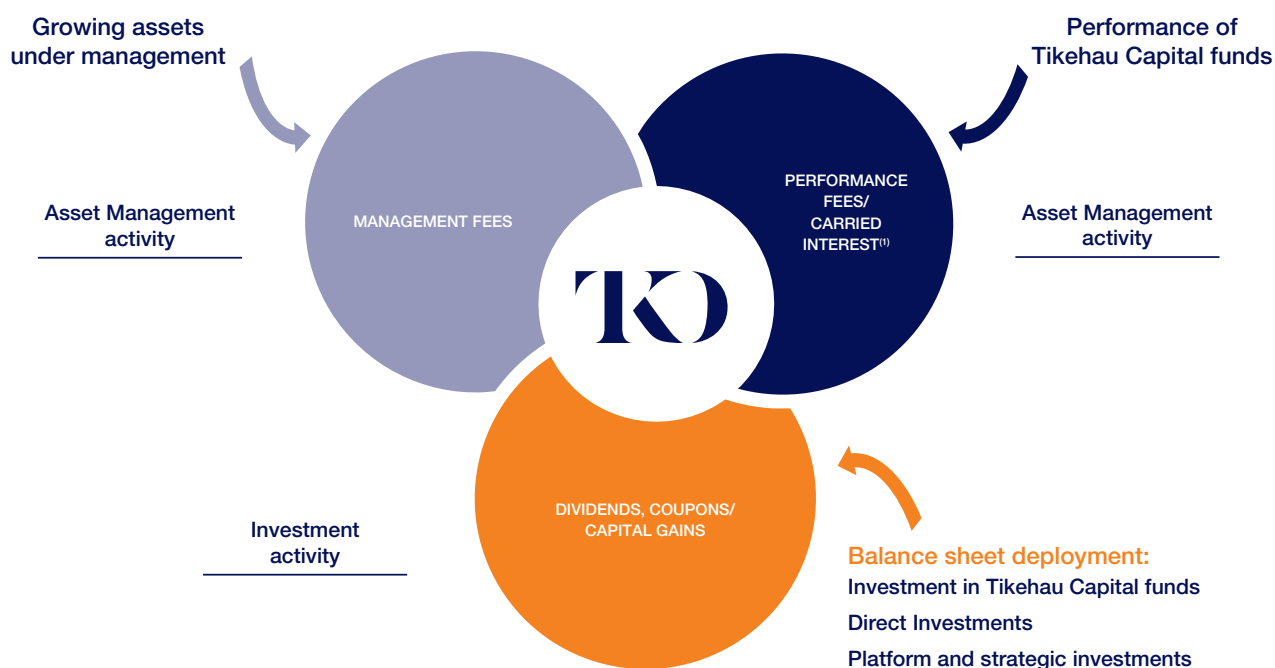 Growing assets
under management
Performance of
Tikehau Capital funds
MANAGEMENT FEES
PERFORMANCE
FEES/
CARRIED
INTEREST(1)
Asset Management
activity
Asset Management
activity
TKO
DIVIDENDS, COUPONS/
CAPITAL GAINS
Investment
activity
Balance sheet deployment:
Investment in Tikehau Capital funds
Direct Investments
Platform and strategic investments